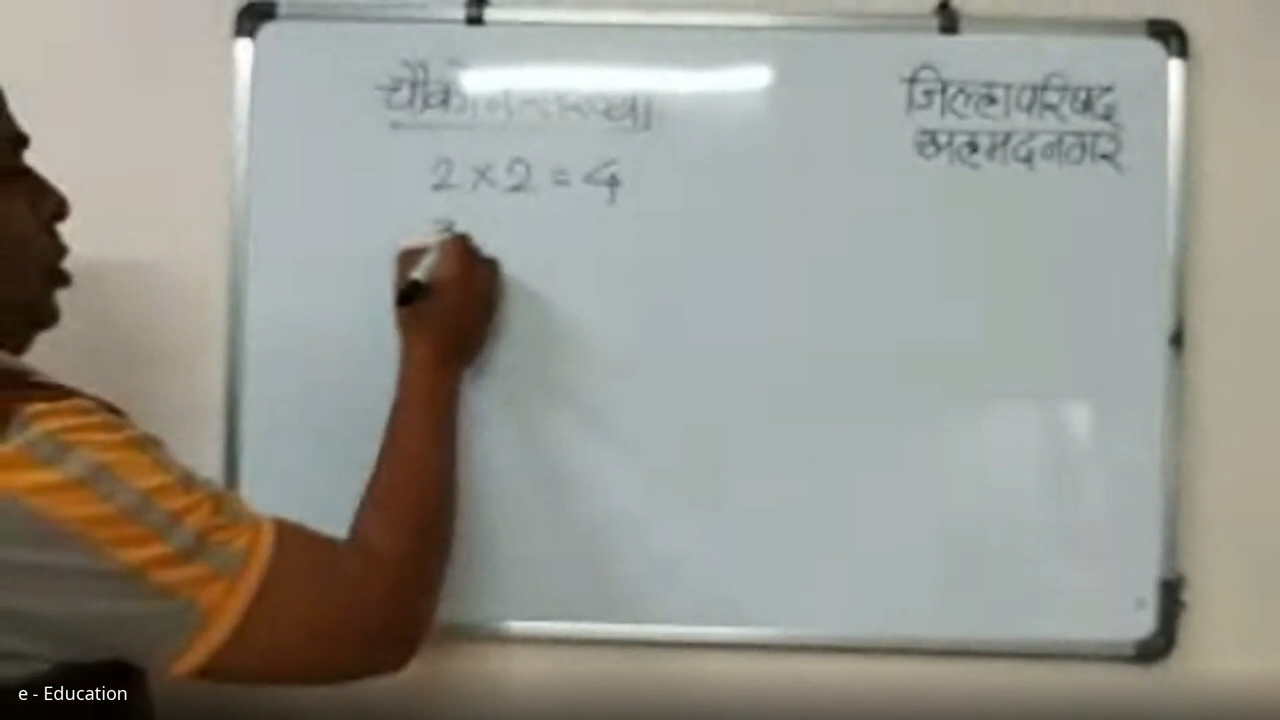 चौकोन संख्या
जिल्हा परिषद
अहमदनगर
2 × 2 = 4
e - Education